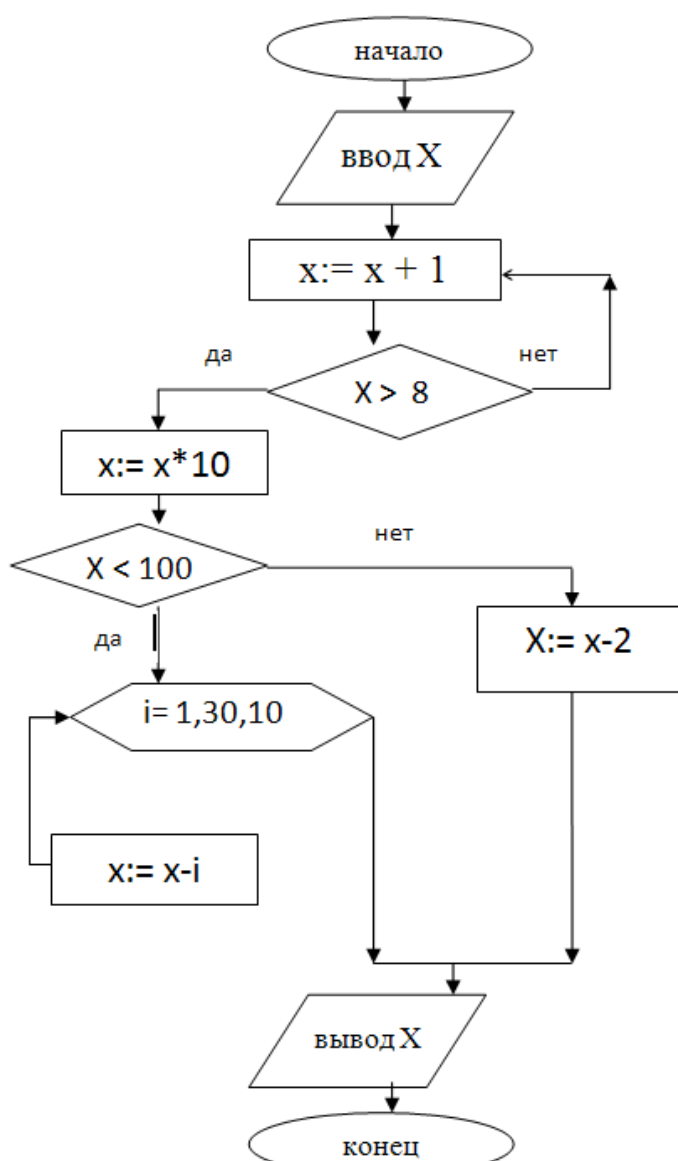 начало
ввод X
x:= x + 1
да
нет
X > 8
x:= x*10
нет
X < 100
да
X:= x-2
i= 1,30,10
x:= x-i
вывод X
конец